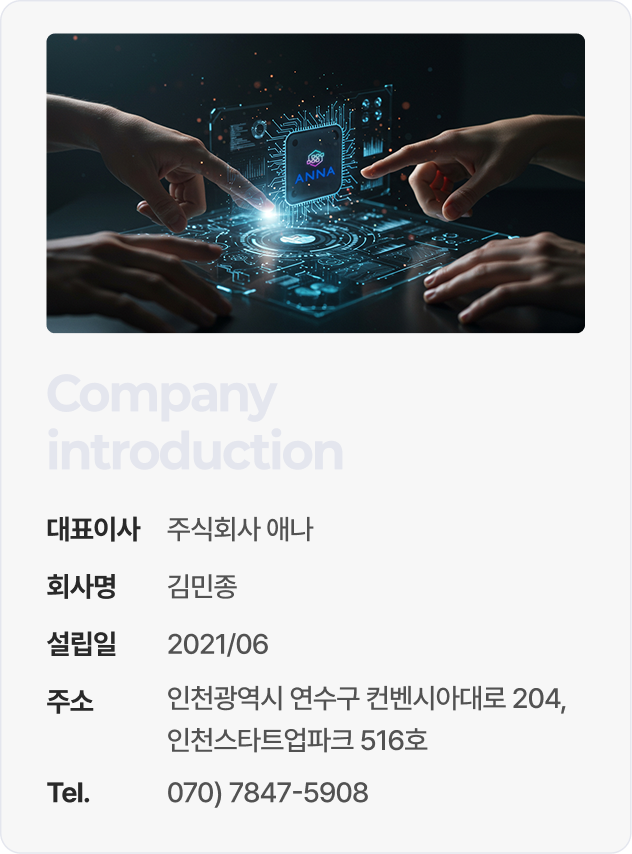 ANNA
Company
introduction
대표이사 주식회사 애나
회사명 김민종
설립일 2021/06
주소 인천광역시 연수구 컨벤시아대로 204,
인천스타트업파크 516호
Tel. 070) 7847-5908